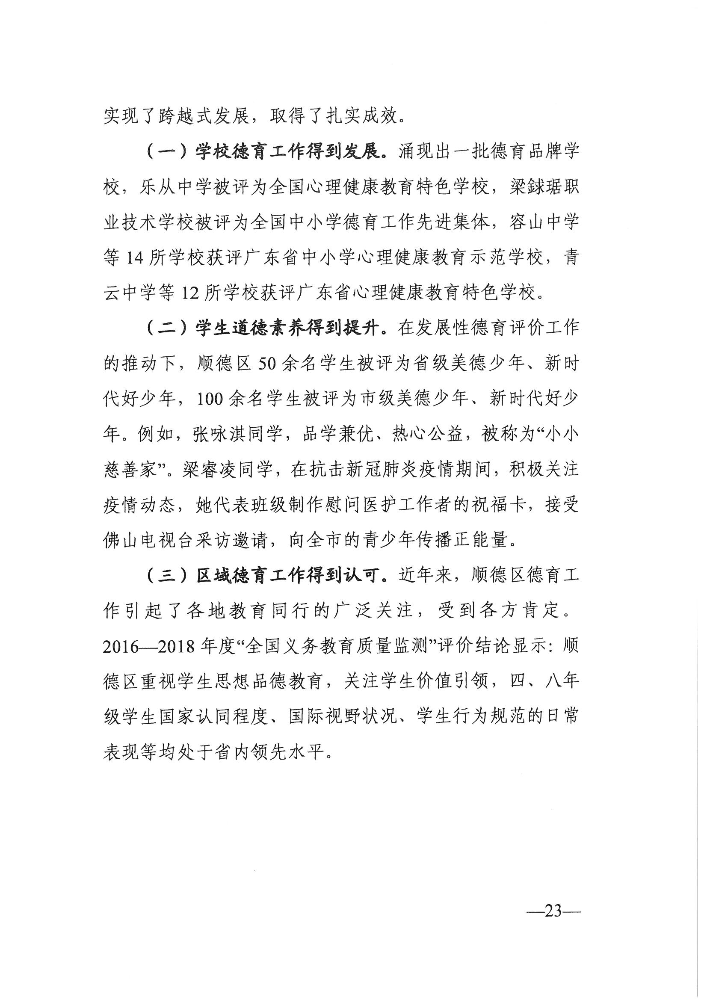 实现了跨越式发展，取得了扎实成效。
（一）学校德育工作得到发展。涌现出一批德育品牌学
校，乐从中学被评为全国心理健康教育特色学校，梁銶琚职
业技术学校被评为全国中小学德育工作先进集体，容山中学
等 14 所学校获评广东省中小学心理健康教育示范学校，青
云中学等 12 所学校获评广东省心理健康教育特色学校。
（二）学生道德素养得到提升。在发展性德育评价工作
的推动下，顺德区 50 余名学生被评为省级美德少年、新时
代好少年，100 余名学生被评为市级美德少年、新时代好少
年。例如，张咏淇同学，品学兼优、热心公益，被称为“小小
慈善家”。梁睿凌同学，在抗击新冠肺炎疫情期间，积极关注
疫情动态，她代表班级制作慰问医护工作者的祝福卡，接受
佛山电视台采访邀请，向全市的青少年传播正能量。
（三）区域德育工作得到认可。近年来，顺德区德育工
作引起了各地教育同行的广泛关注，受到各方肯定。
2016—2018 年度“全国义务教育质量监测”评价结论显示：顺
德区重视学生思想品德教育，关注学生价值引领，四、八年
级学生国家认同程度、国际视野状况、学生行为规范的日常
表现等均处于省内领先水平。
—23—